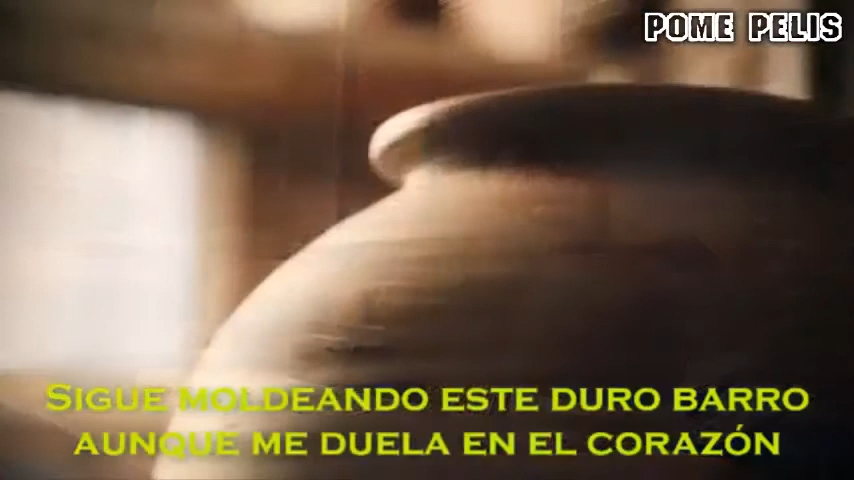 POME PELIS
SIGUE MOLDEANDO ESTE DURO BARRO
AUNQUE ME DUELA EN EL CORAZÓN